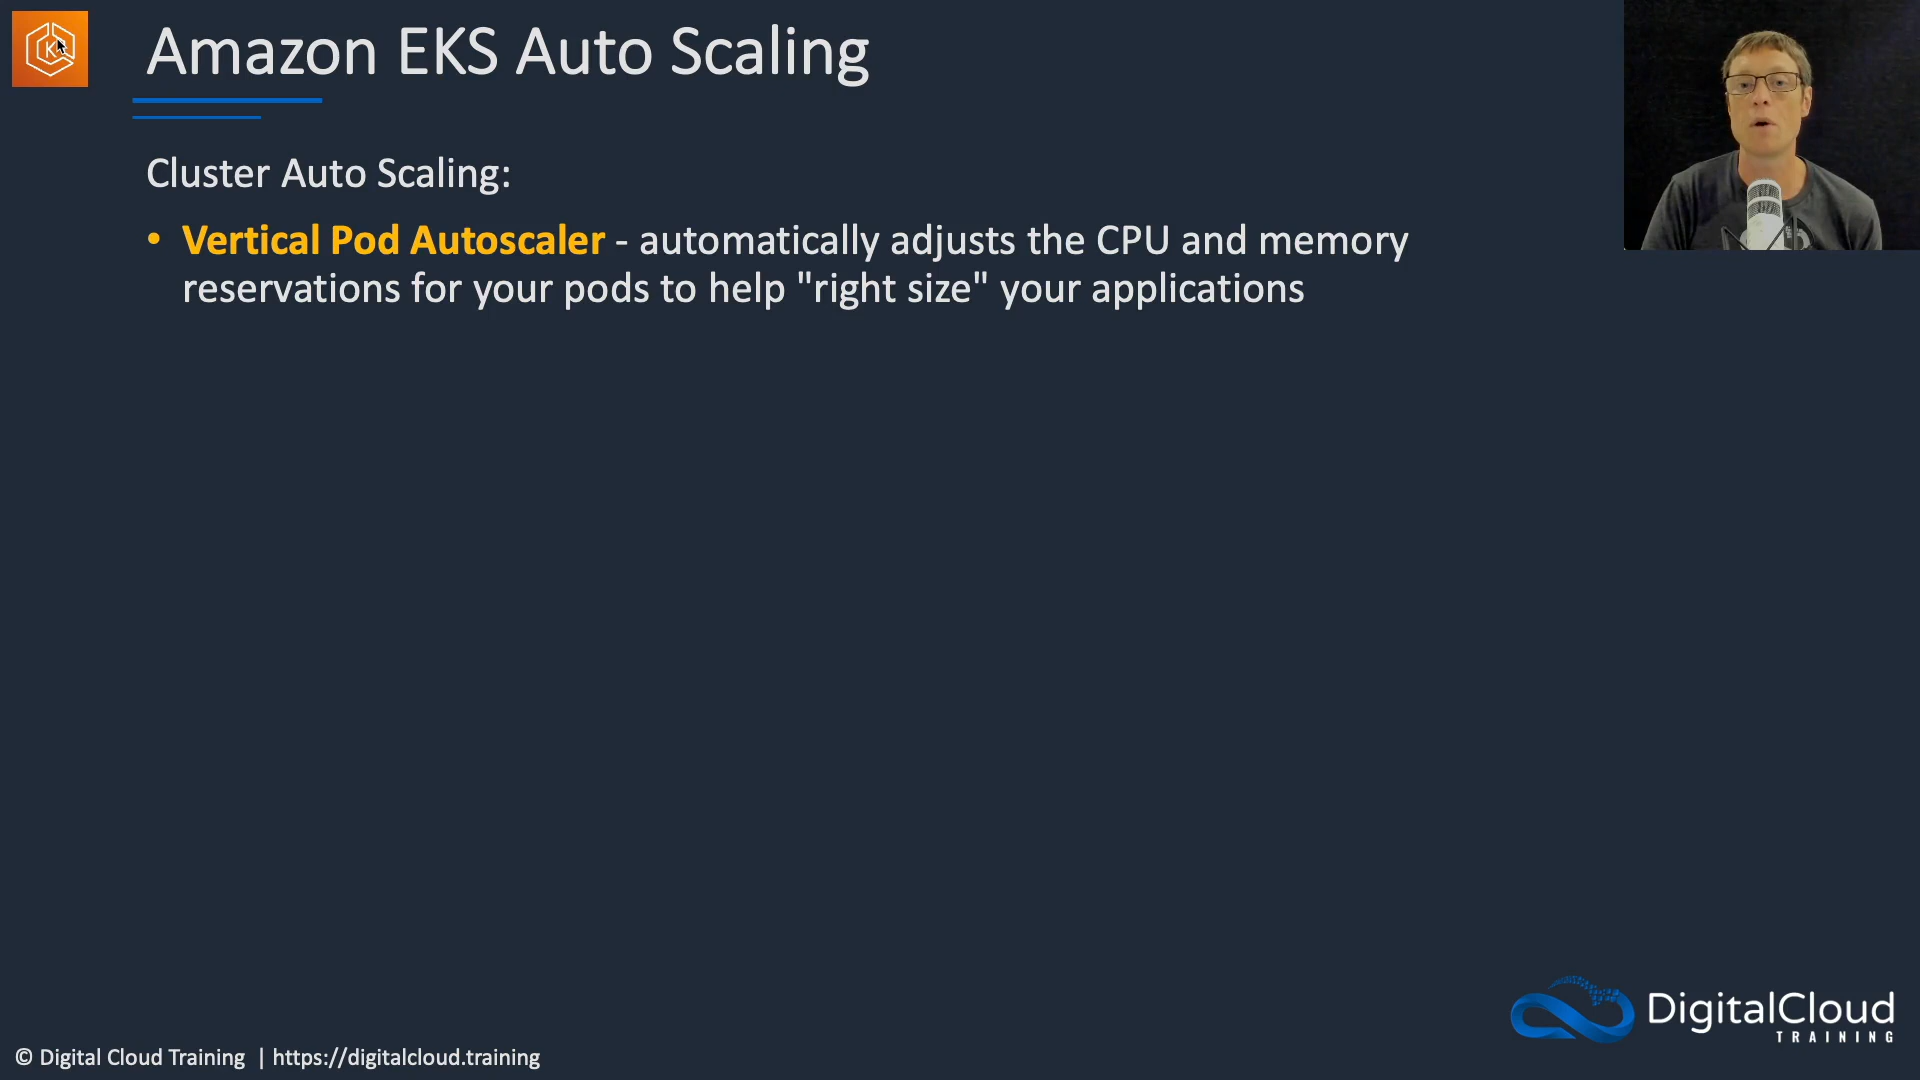 Amazon EKS Auto Scaling
Cluster Auto Scaling:
• Vertical Pod Autoscaler - automatically adjusts the CPU and memory
reservations for your pods to help "right size" your applications
DigitalCloud
TRAINING
© Digital Cloud Training | https://digitalcloud.training